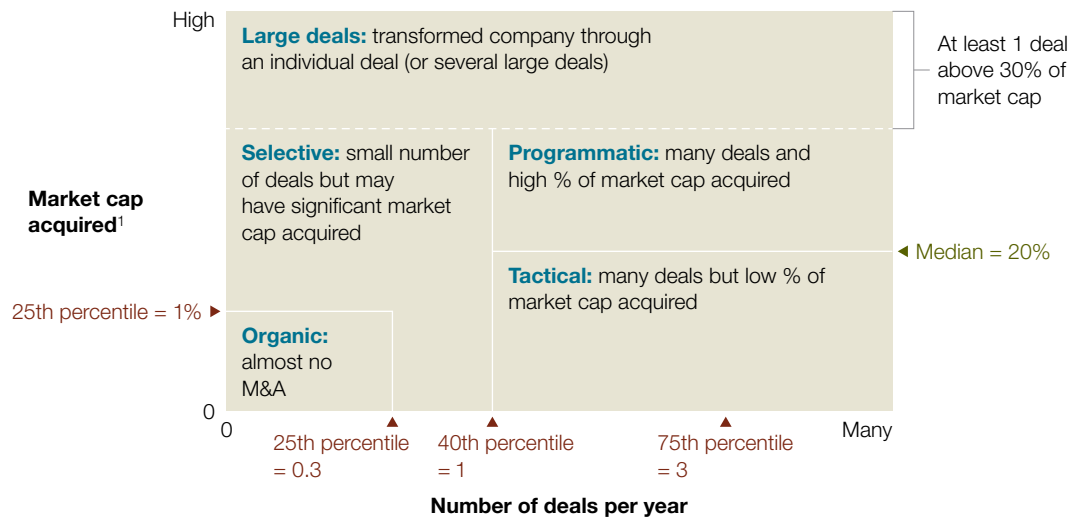 High
Large deals: transformed company through
an individual deal (or several large deals)
At least 1 deal
above 30% of
market cap
Selective: small number
of deals but may
have significant market
cap acquired
Programmatic: many deals and
high % of market cap acquired
Market cap
acquired¹
Median = 20%
Tactical: many deals but low % of
market cap acquired
25th percentile = 1%
Organic:
almost no
M&A
0
0
Many
25th percentile
= 0.3
40th percentile
= 1
75th percentile
= 3
Number of deals per year